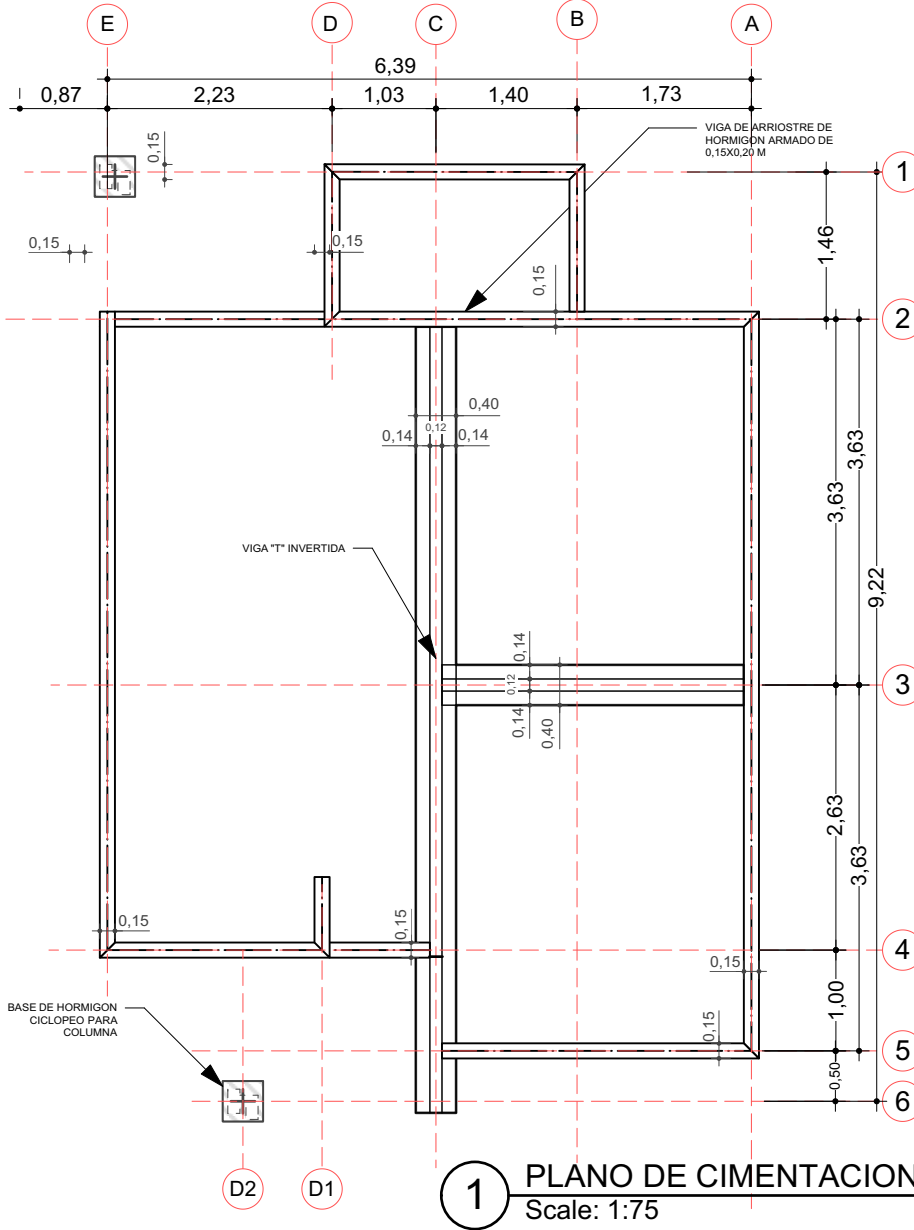 E
D
C
B
A
6,39
0,87
2,23
1,03
1,40
1,73
VIGA DE ARRIOSTRE DE
HORMIGON ARMADO DE
0,15X0,20 M
0,15
1
1,46
0,15
0,15
0,15
2
0,40
0,12
0,14
0,14
3,63
3,63
VIGA "T" INVERTIDA
9,22
0,14
0,12
0,14
0,40
3
2,63
3,63
0,15
0,15
4
0,15
1,00
BASE DE HORMIGON
CICLOPEO PARA
COLUMNA
0,15
5
0,50
6
D2
D1
1
PLANO DE CIMENTACION
Scale: 1:75